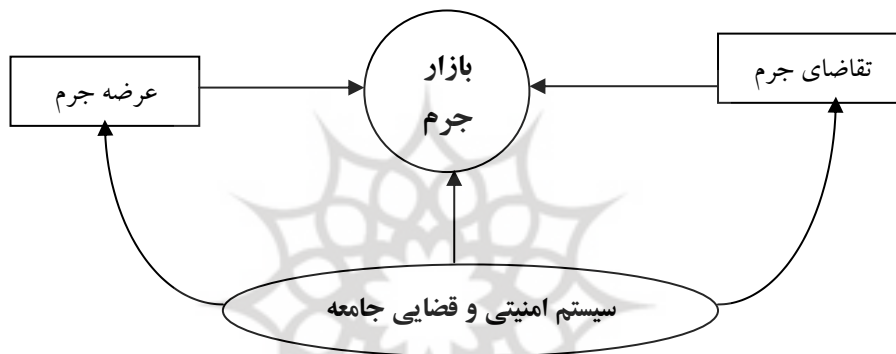 بازار
جرم
تقاضای جرم
عرضه جرم
سیستم امنیتی و قضایی جامعه